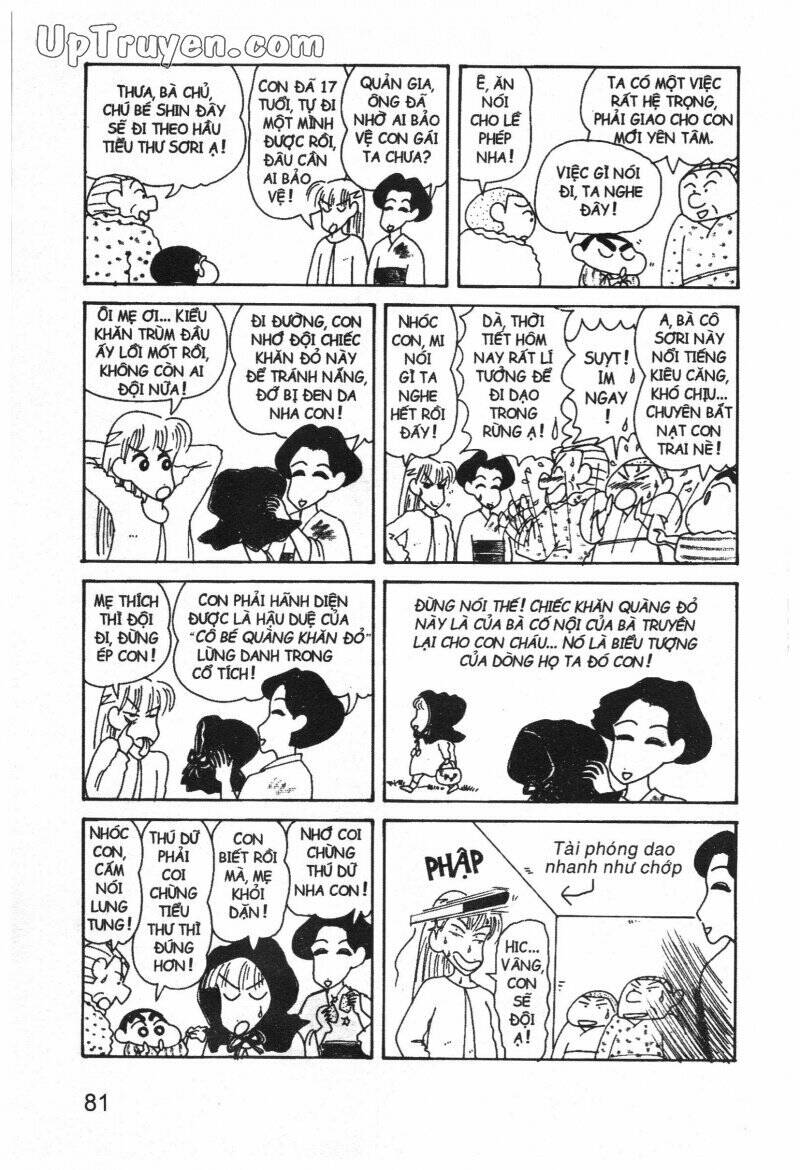 UpTruyen.com
TA CÓ MỘT VIỆC
RẤT HỆ TRỌNG,
PHẢI GIAO CHO CON
MỚI YÊN TÂM.
VIỆC GÌ NÓI
ĐI, TA NGHE
ĐÂY!
Ê, ĂN
NÓI
CHO LỄ
PHÉP
NHA!
QUẢN GIA,
ÔNG ĐÃ
NHỜ AI BẢO
VỆ CON GÁI
TA CHƯA?
CON ĐÃ 17
TUỔI, TỰ ĐI
MỘT MÌNH
ĐƯỢC RỒI,
ĐÂU CẦN
AI BẢO
VỆ!
THƯA, BÀ CHỦ,
CHÚ BÉ SHIN ĐÂY
SẼ ĐI THEO HẦU
TIỂU THƯ SƠRI Ạ!
A, BÀ CÔ
SƠRI NÀY
NỔI TIẾNG
KIÊU CĂNG,
KHÓ CHỊU...
CHUYÊN BẮT
NẠT CON
TRAI NÈ!
SUỴT!
IM
NGAY
!
DÀ, THỜI
TIẾT HÔM
NAY RẤT LÍ
TƯỞNG ĐỂ
ĐI DẠO
TRONG
RỪNG Ạ!
NHÓC
CON, MI
NÓI
GÌ TA
NGHE
HẾT RỒI
ĐẤY!
ĐI ĐƯỜNG, CON
NHỚ ĐỘI CHIẾC
KHĂN ĐỎ NÀY
ĐỂ TRÁNH NẮNG,
ĐỠ BỊ ĐEN DA
NHA CON!
ÔI MẸ ƠI... KIỂU
KHĂN TRÙM ĐẦU
ẤY LỖI MỐT RỒI,
KHÔNG CÒN AI
ĐỘI NỮA!
ĐỪNG NÓI THẾ! CHIẾC KHĂN QUÀNG ĐỎ
NÀY LÀ CỦA BÀ CỐ NỘI CỦA BÀ TRUYỀN
LẠI CHO CON CHÁU... NÓ LÀ BIỂU TƯỢNG
CỦA DÒNG HỌ TA ĐÓ CON!
CON PHẢI HÃNH DIỆN
ĐƯỢC LÀ HẬU DUỆ CỦA
"CÔ BÉ QUÀNG KHĂN ĐỎ"
LỪNG DANH TRONG
CỔ TÍCH!
MẸ THÍCH
THÌ ĐỘI
ĐI, ĐỪNG
ÉP CON!
Tài phóng dao
nhanh như chớp
PHẬP
HIC...
VÂNG,
CON
SẼ
ĐỘI
Ạ!
NHỚ COI
CHỪNG
THÚ DỮ
NHA CON!
CON
BIẾT RỒI
MÀ, MẸ
KHỎI
DẶN!
THÚ DỮ
PHẢI
COI
CHỪNG
TIỂU
THƯ THÌ
ĐÚNG
HƠN!
NHÓC
CON,
CẤM
NÓI
LUNG
TUNG!
81